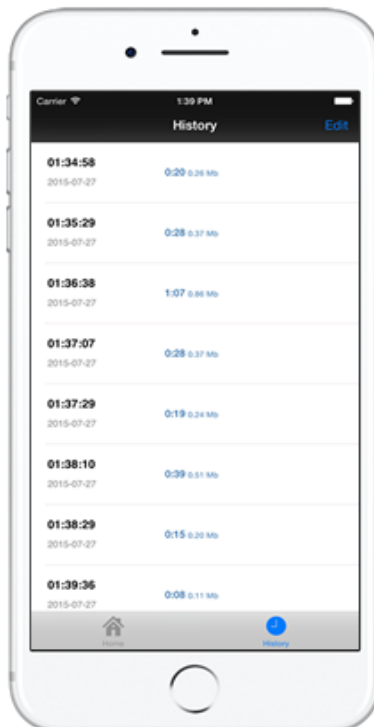 Carrier 1:39 PM
History Edit
01:34:58
2015-07-27
0:20 0.26 Mb
01:35:29
2015-07-27
0:28 0.37 Mb
01:36:38
2015-07-27
1:07 0.86 Mb
01:37:07
2015-07-27
0:28 0.37 Mb
01:37:29
2015-07-27
0:19 0.24 Mb
01:38:10
2015-07-27
0:39 0.51 Mb
01:38:29
2015-07-27
0:15 0.20 Mb
01:39:36
2015-07-27
0:08 0.11 Mb
Home History